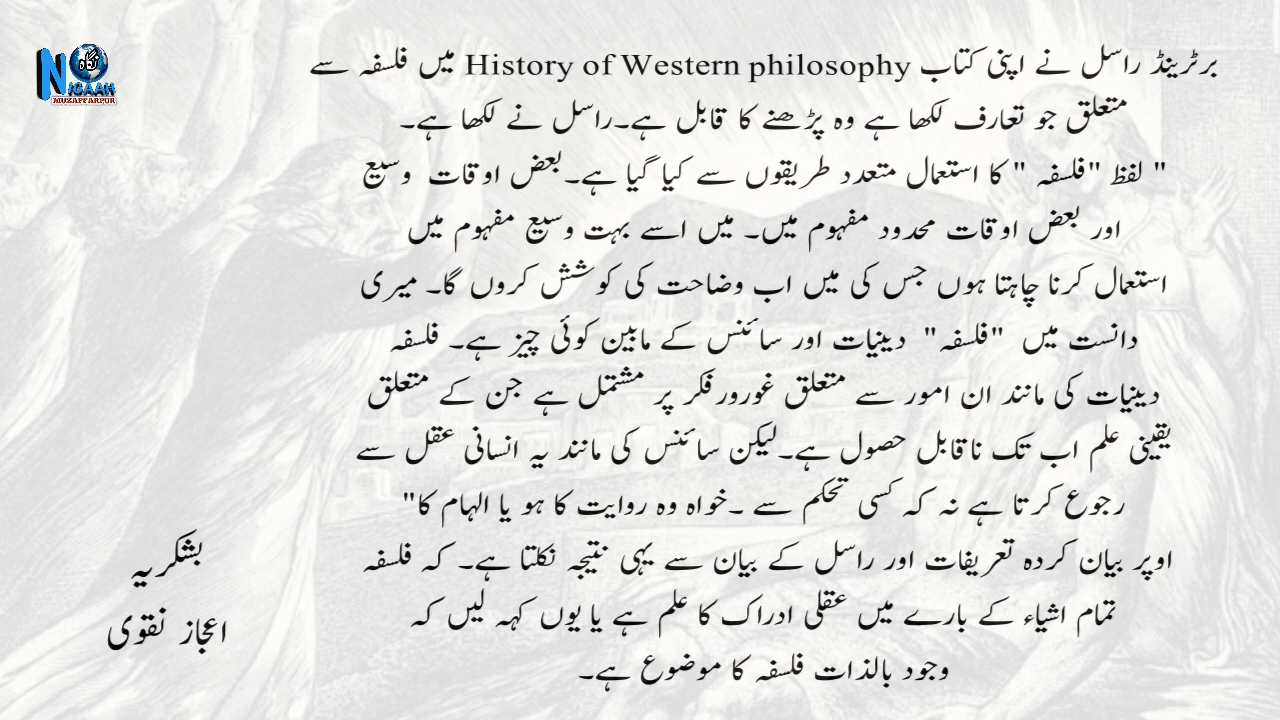 NIGAAH
نگاہ
MUZAFFARPUR
برٹرینڈ راسل نے اپنی کتاب History of Western philosophy میں فلسفہ سے
متعلق جو تعارف لکھا ہے وہ پڑھنے کا قابل ہے۔راسل نے لکھا ہے۔
" لفظ "فلسفہ " کا استعمال متعدد طریقوں سے کیا گیا ہے۔بعض اوقات وسیع
اور بعض اوقات محدود مفہوم میں۔ میں اسے بہت وسیع مفہوم میں
استعمال کرنا چاہتا ہوں جس کی میں اب وضاحت کی کوشش کروں گا۔ میری
دانست میں "فلسفہ" دینیات اور سائنس کے مابین کوئی چیز ہے۔ فلسفہ
دینیات کی مانند ان امور سے متعلق غورورفکر پر مشتمل ہے جن کے متعلق
یقینی علم اب تک ناقابل حصول ہے۔لیکن سائنس کی مانند یہ انسانی عقل سے
رجوع کرتا ہے نہ کہ کسی تحکم سے ۔خواہ وہ روایت کا ہو یا الہام کا"
اوپر بیان کردہ تعریفات اور راسل کے بیان سے یہی نتیجہ نکلتا ہے۔ کہ فلسفہ
تمام اشیاء کے بارے میں عقلی ادراک کا علم ہے یا یوں کہہ لیں کہ
وجود بالذات فلسفہ کا موضوع ہے۔
بشکریہ
اعجاز نقوی